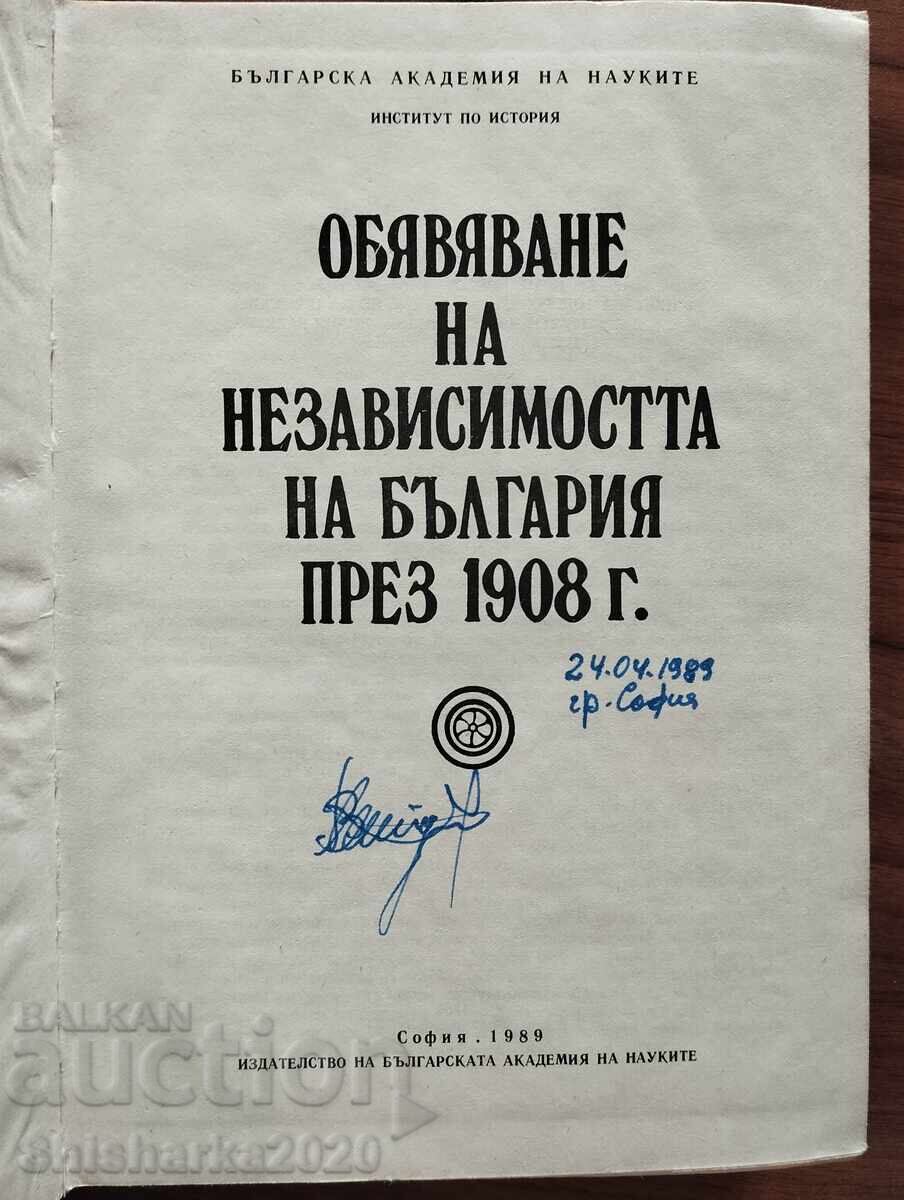 БЪЛГАРСКА АКАДЕМИЯ НА НАУКИТЕ
ИНСТИТУТ ПО ИСТОРИЯ
ОБЯВЯВАНЕ
НА
НЕЗАВИСИМОСТТА
НА БЪЛГАРИЯ
ПРЕЗ 1908 Г.
24.04.1989
гр. София
София . 1989
ИЗДАТЕЛСТВО НА БЪЛГАРСКАТА АКАДЕМИЯ НА НАУКИТЕ
BALKAN
auction
shisharka2020